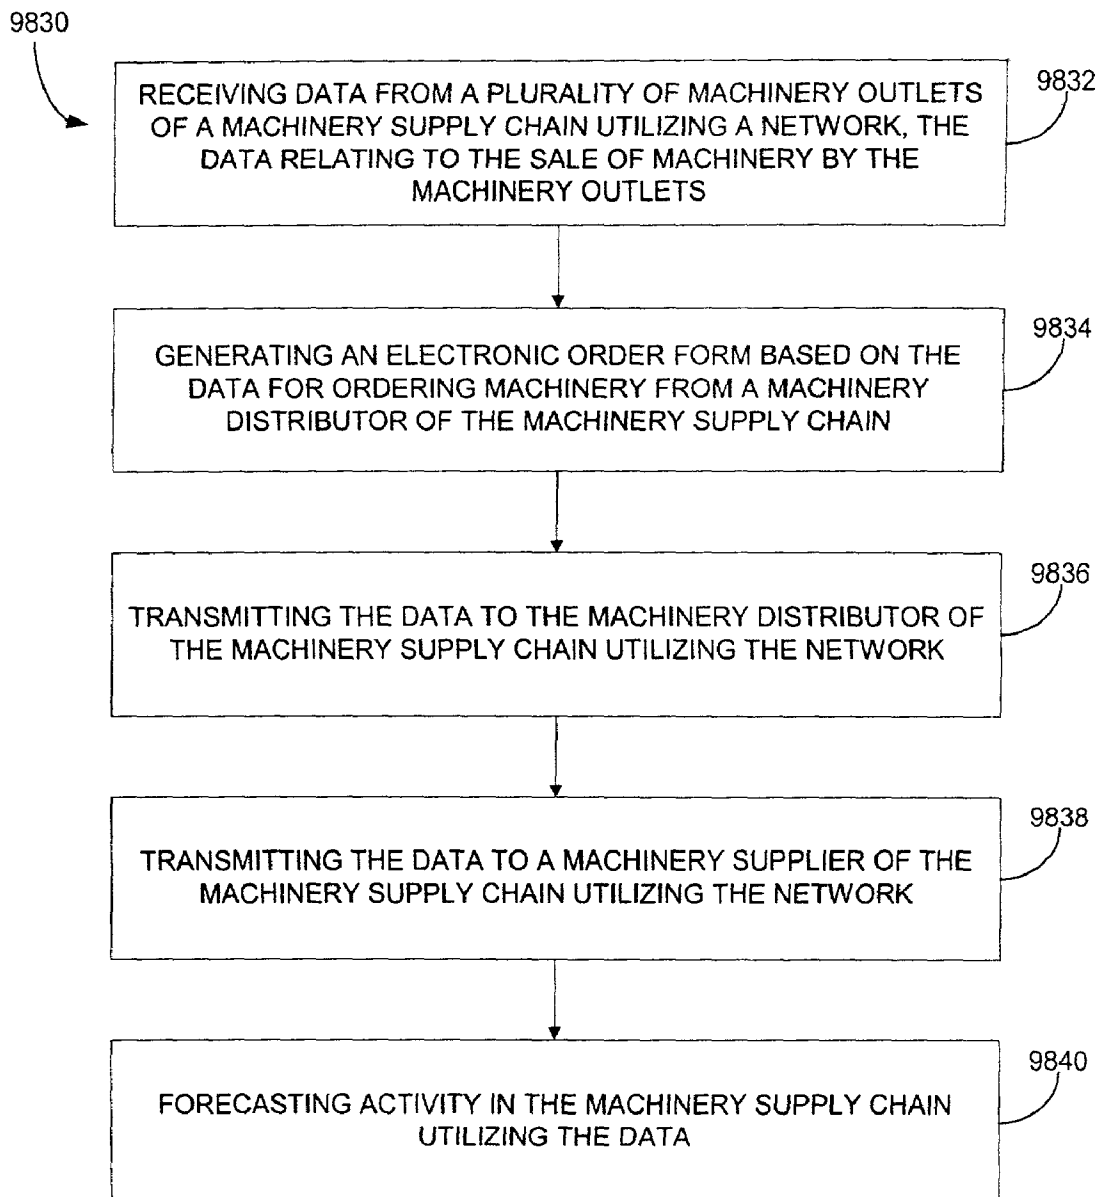 9830
9832
RECEIVING DATA FROM A PLURALITY OF MACHINERY OUTLETS
OF A MACHINERY SUPPLY CHAIN UTILIZING A NETWORK, THE
DATA RELATING TO THE SALE OF MACHINERY BY THE
MACHINERY OUTLETS
9834
GENERATING AN ELECTRONIC ORDER FORM BASED ON THE
DATA FOR ORDERING MACHINERY FROM A MACHINERY
DISTRIBUTOR OF THE MACHINERY SUPPLY CHAIN
9836
TRANSMITTING THE DATA TO THE MACHINERY DISTRIBUTOR OF
THE MACHINERY SUPPLY CHAIN UTILIZING THE NETWORK
9838
TRANSMITTING THE DATA TO A MACHINERY SUPPLIER OF THE
MACHINERY SUPPLY CHAIN UTILIZING THE NETWORK
9840
FORECASTING ACTIVITY IN THE MACHINERY SUPPLY CHAIN
UTILIZING THE DATA